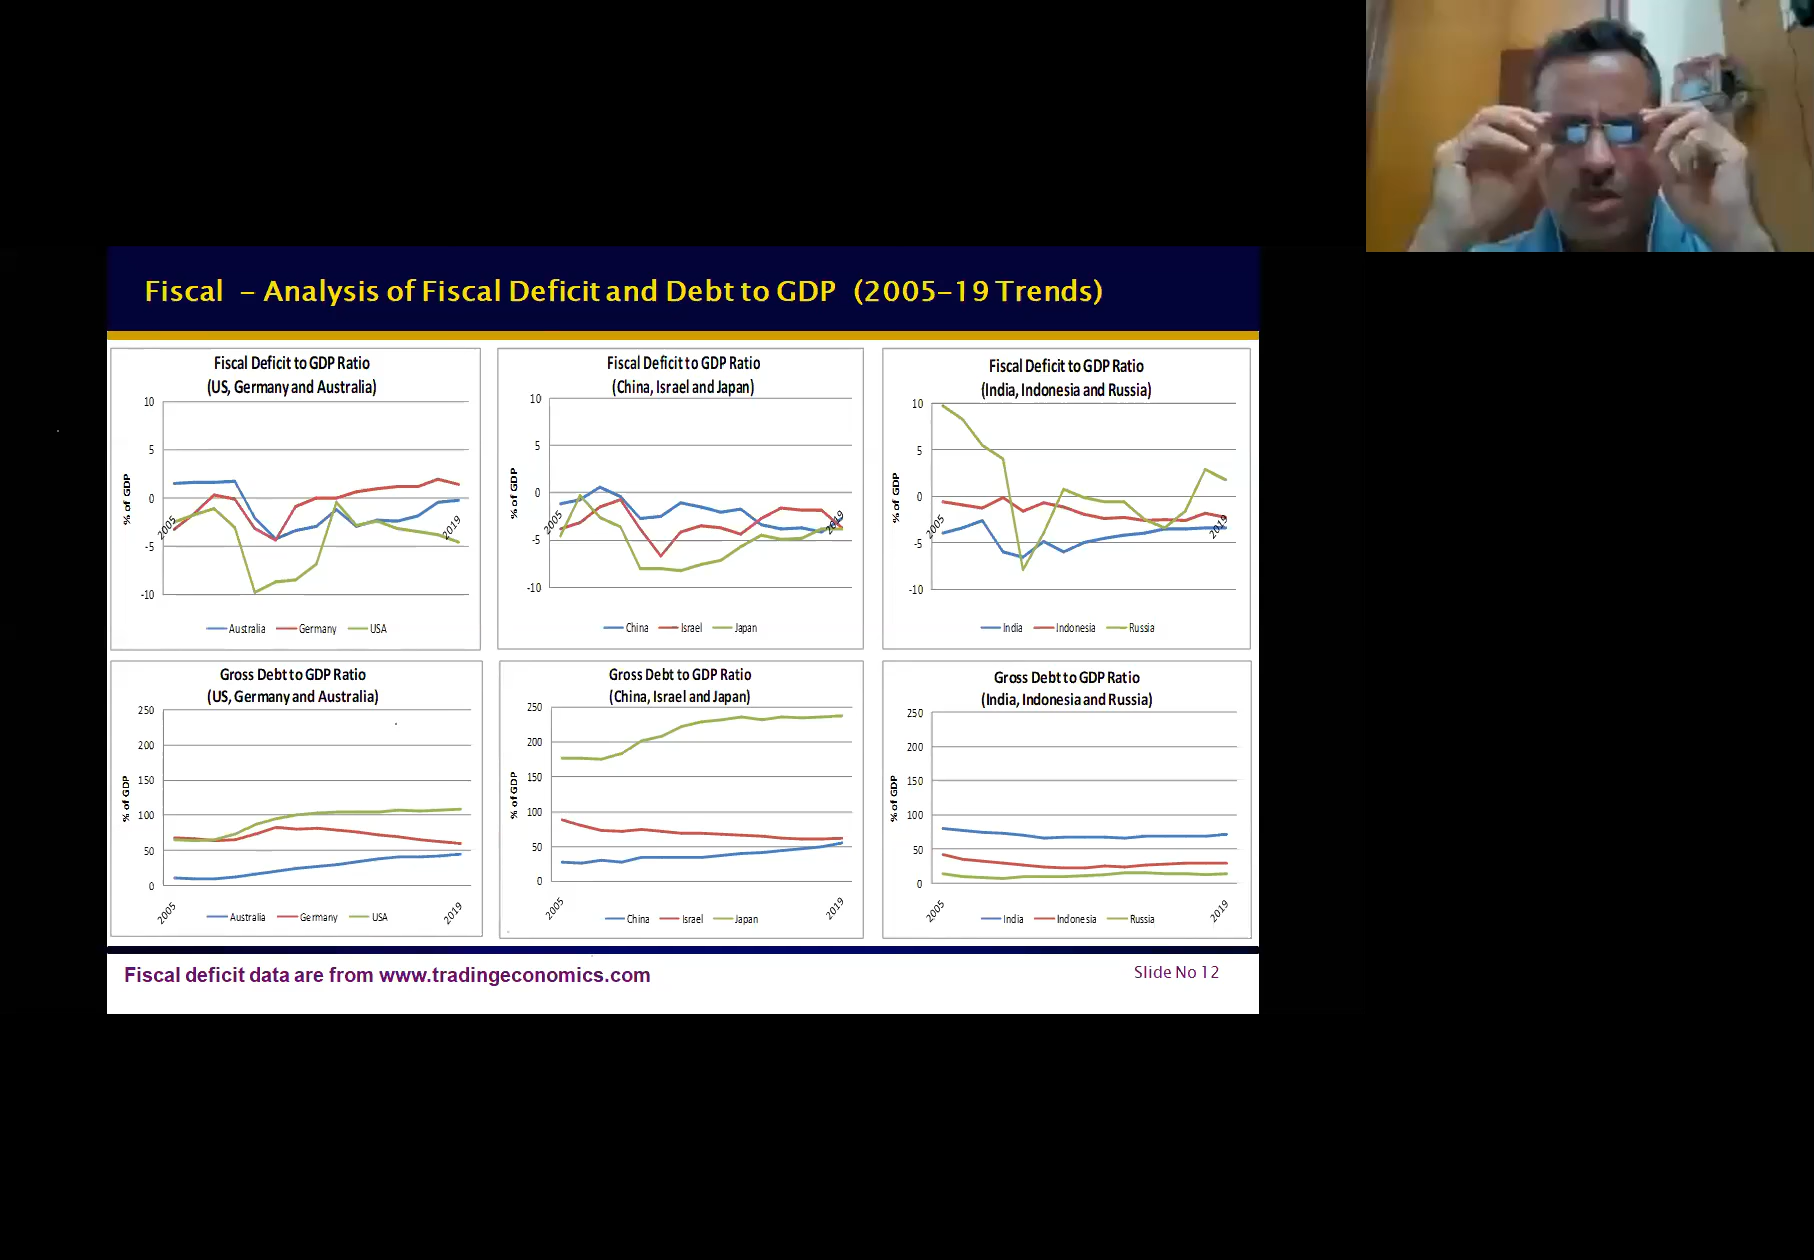 Fiscal – Analysis of Fiscal Deficit and Debt to GDP (2005–19 Trends)
Fiscal Deficit to GDP Ratio
(US, Germany and Australia)
10
5
0
-5
-10
% of GDP
2005
2019
Australia Germany USA
Fiscal Deficit to GDP Ratio
(China, Israel and Japan)
10
5
0
-5
-10
% of GDP
2005
2019
China Israel Japan
Fiscal Deficit to GDP Ratio
(India, Indonesia and Russia)
10
5
0
-5
-10
% of GDP
2005
2019
India Indonesia Russia
Gross Debt to GDP Ratio
(US, Germany and Australia)
250
200
150
100
50
0
% of GDP
2005
2019
Australia Germany USA
Gross Debt to GDP Ratio
(China, Israel and Japan)
250
200
150
100
50
0
% of GDP
2005
2019
China Israel Japan
Gross Debt to GDP Ratio
(India, Indonesia and Russia)
250
200
150
100
50
0
% of GDP
2005
2019
India Indonesia Russia
Fiscal deficit data are from www.tradingeconomics.com
Slide No 12